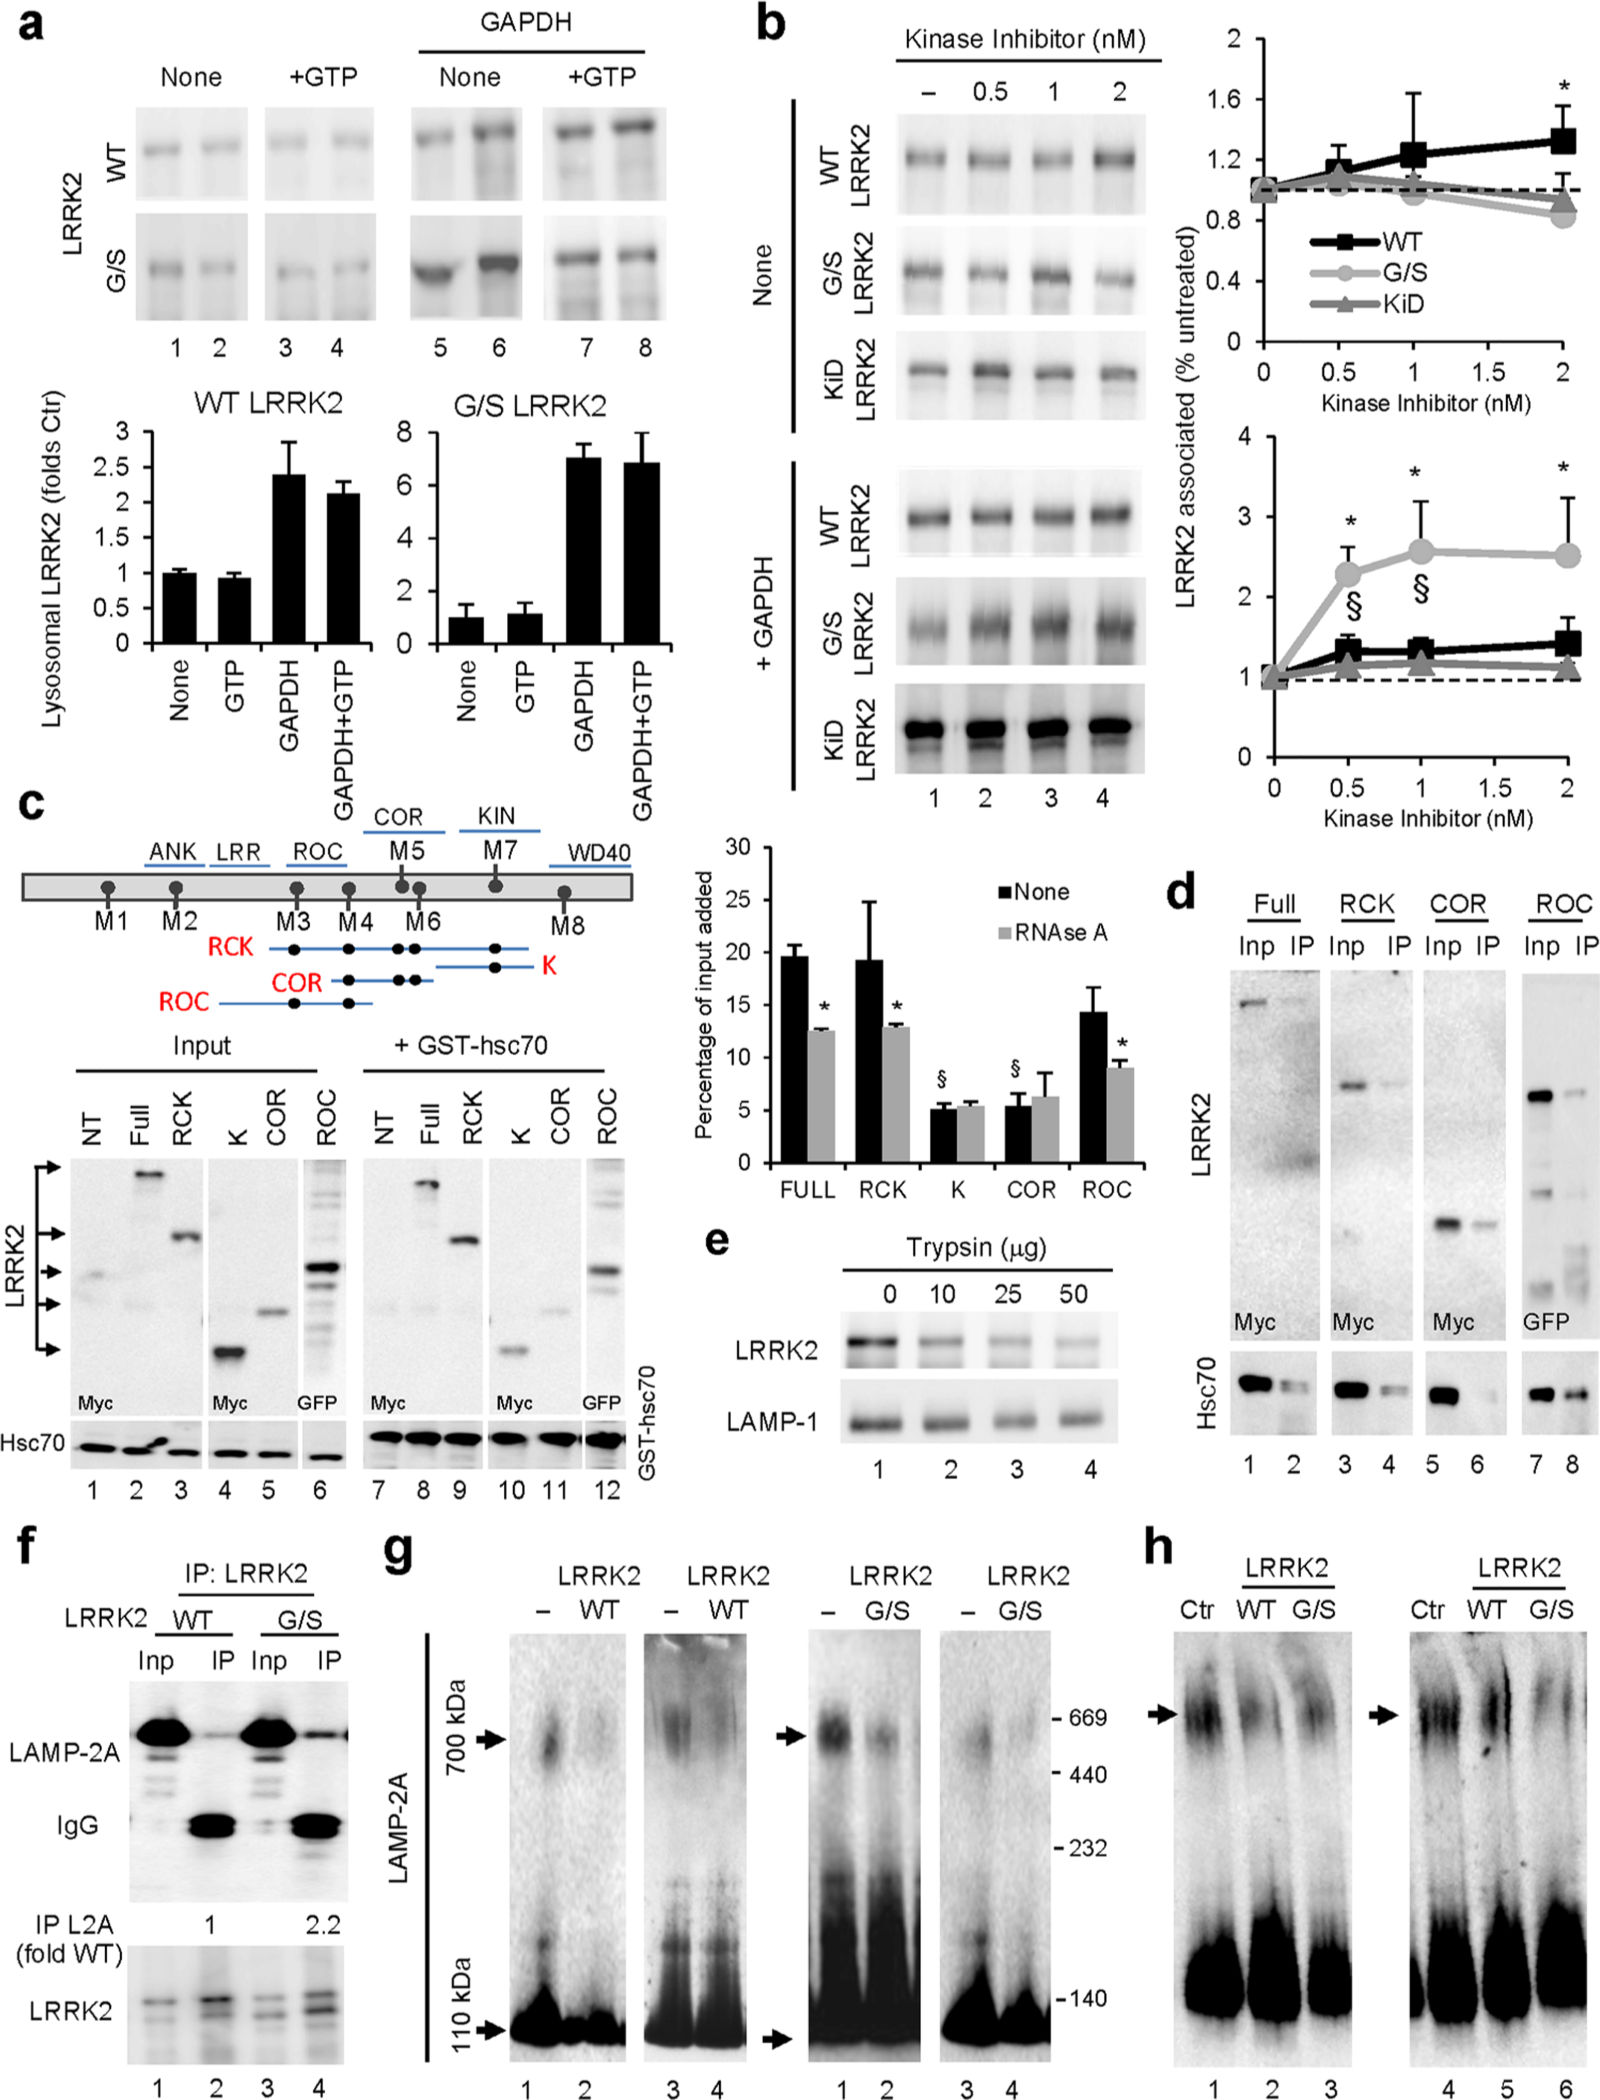 a
GAPDH
None +GTP None +GTP
LRRK2
WT
G/S
1 2 3 4 5 6 7 8
WT LRRK2
G/S LRRK2
Lysosomal LRRK2 (folds Ctr)
3
2.5
2
1.5
1
0.5
0
None
GTP
GAPDH
GAPDH+GTP
8
6
4
2
0
None
GTP
GAPDH
GAPDH+GTP
b
Kinase Inhibitor (nM)
– 0.5 1 2
None
WT LRRK2
G/S LRRK2
KiD LRRK2
+ GAPDH
WT LRRK2
G/S LRRK2
KiD LRRK2
1 2 3 4
LRRK2 associated (% untreated)
2
1.6
1.2
0.8
0.4
0
*
WT
G/S
KiD
0 0.5 1 1.5 2
Kinase Inhibitor (nM)
4
3
2
1
0
* * *
§ §
0 0.5 1 1.5 2
Kinase Inhibitor (nM)
c
ANK LRR ROC COR KIN WD40
M5 M7
M1 M2 M3 M4 M6 M8
RCK
K
COR
ROC
Input + GST-hsc70
NT Full RCK K COR ROC NT Full RCK K COR ROC
LRRK2
Myc Myc GFP Myc Myc GFP
Hsc70
GST-hsc70
1 2 3 4 5 6 7 8 9 10 11 12
Percentage of input added
30
25
20
15
10
5
0
None
RNAse A
* * § § *
FULL RCK K COR ROC
d
Full RCK COR ROC
Inp IP Inp IP Inp IP Inp IP
LRRK2
Myc Myc Myc GFP
Hsc70
1 2 3 4 5 6 7 8
e
Trypsin (µg)
0 10 25 50
LRRK2
LAMP-1
1 2 3 4
f
IP: LRRK2
LRRK2 WT G/S
Inp IP Inp IP
LAMP-2A
IgG
IP L2A 1 2.2
(fold WT)
LRRK2
1 2 3 4
g
LRRK2 LRRK2 LRRK2 LRRK2
– WT – WT – G/S – G/S
LAMP-2A
700 kDa
110 kDa
669
440
232
140
1 2 3 4 1 2 3 4
h
LRRK2 LRRK2
Ctr WT G/S Ctr WT G/S
1 2 3 4 5 6